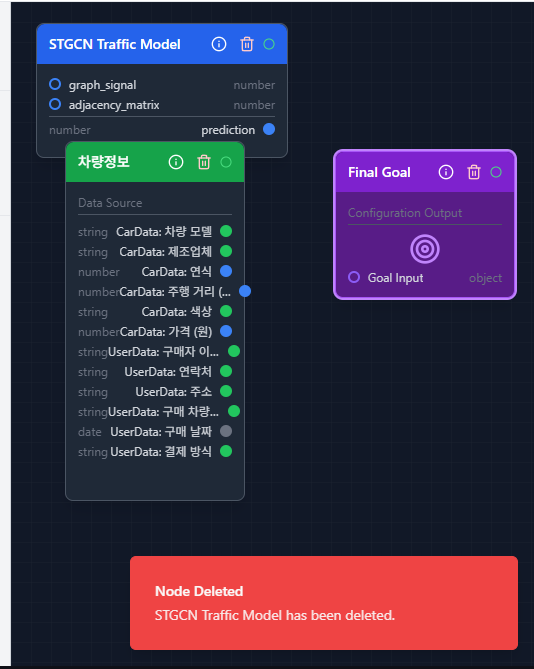 STGCN Traffic Model
graph_signal number
adjacency_matrix number
number prediction
차량정보
Data Source
string CarData: 차량 모델
string CarData: 제조업체
number CarData: 연식
number CarData: 주행 거리 (...
string CarData: 색상
number CarData: 가격 (원)
string UserData: 구매자 이...
string UserData: 연락처
string UserData: 주소
string UserData: 구매 차량...
date UserData: 구매 날짜
string UserData: 결제 방식
Final Goal
Configuration Output
Goal Input object
Node Deleted
STGCN Traffic Model has been deleted.